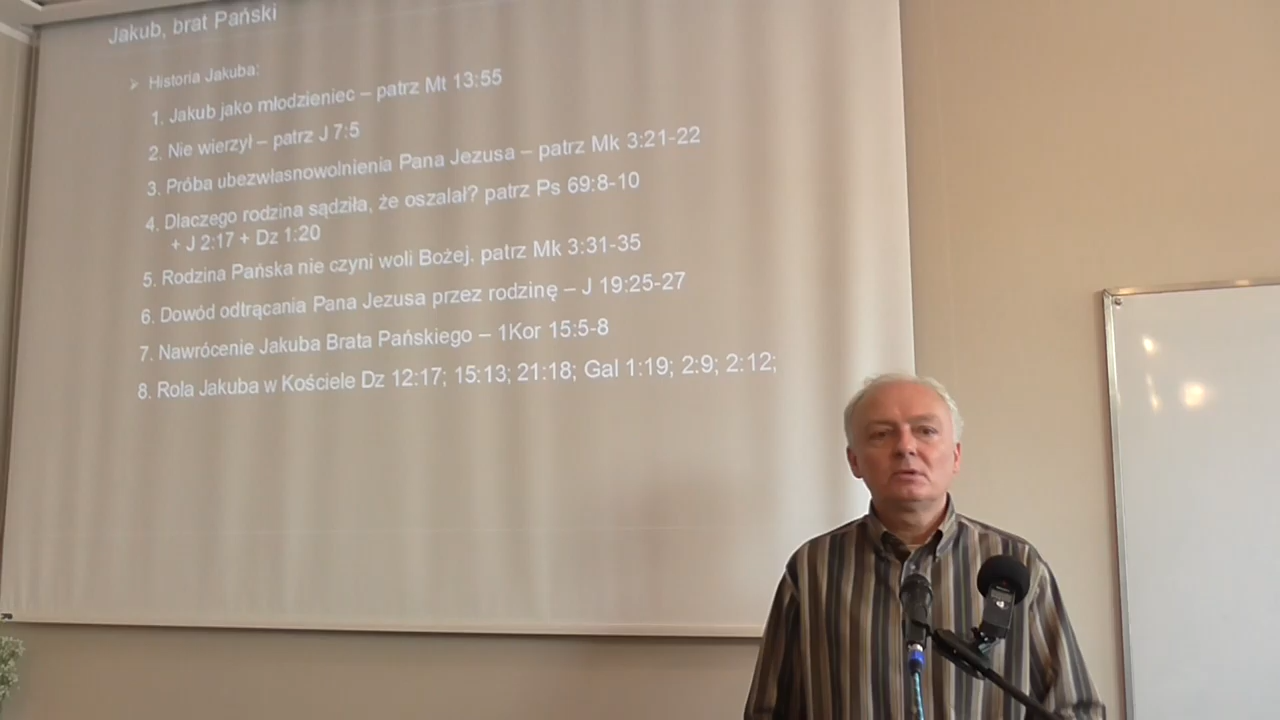 Jakub, brat Pański
Historia Jakuba:
1. Jakub jako młodzieniec – patrz Mt 13:55
2. Nie wierzył – patrz J 7:5
3. Próba ubezwłasnowolnienia Pana Jezusa – patrz Mk 3:21-22
4. Dlaczego rodzina sądziła, że oszalał? patrz Ps 69:8-10
+ J 2:17 + Dz 1:20
5. Rodzina Pańska nie czyni woli Bożej. patrz Mk 3:31-35
6. Dowód odtrącania Pana Jezusa przez rodzinę – J 19:25-27
7. Nawrócenie Jakuba Brata Pańskiego – 1Kor 15:5-8
8. Rola Jakuba w Kościele Dz 12:17; 15:13; 21:18; Gal 1:19; 2:9; 2:12;